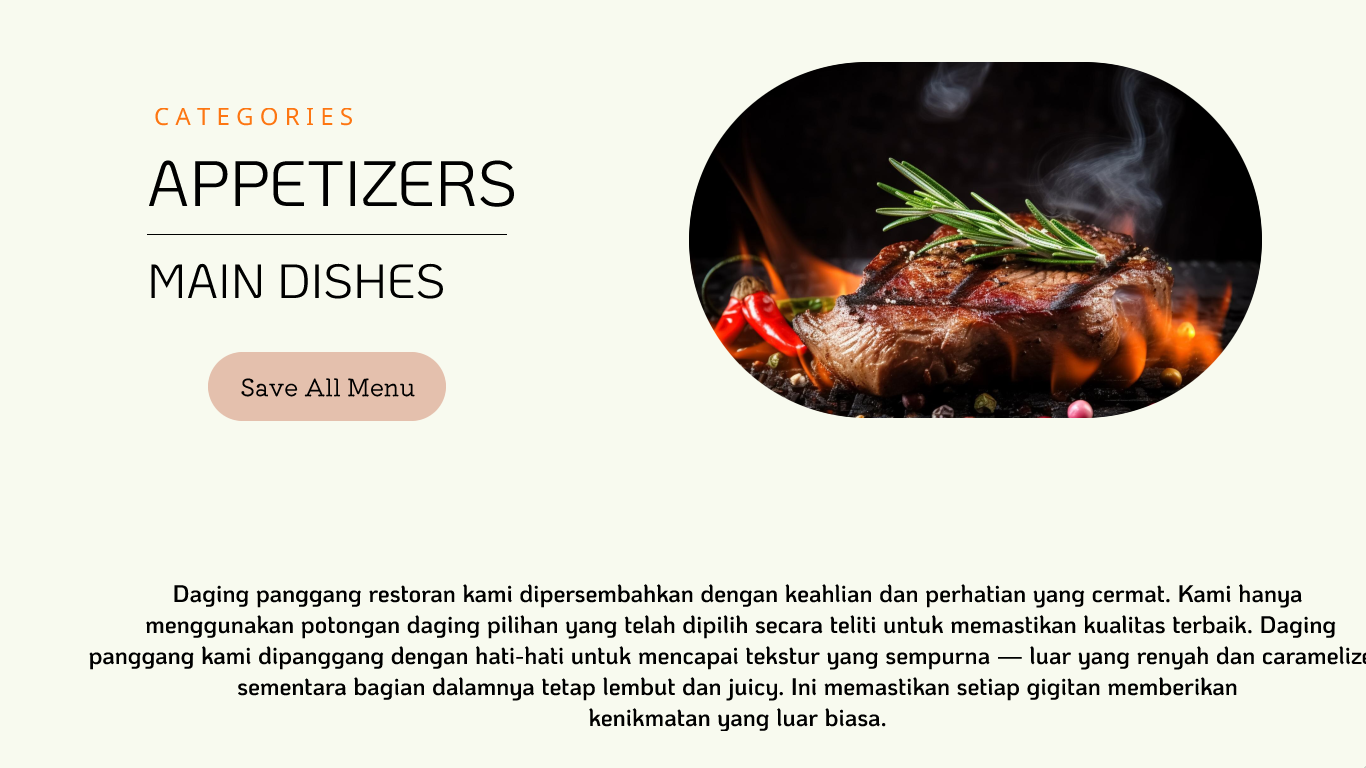 CATEGORIES
APPETIZERS
MAIN DISHES
Save All Menu
Daging panggang restoran kami dipersembahkan dengan keahlian dan perhatian yang cermat. Kami hanya
menggunakan potongan daging pilihan yang telah dipilih secara teliti untuk memastikan kualitas terbaik. Daging
panggang kami dipanggang dengan hati-hati untuk mencapai tekstur yang sempurna — luar yang renyah dan
sementara bagian dalamnya tetap lembut dan juicy. Ini memastikan setiap gigitan memberikan
kenikmatan yang luar biasa.